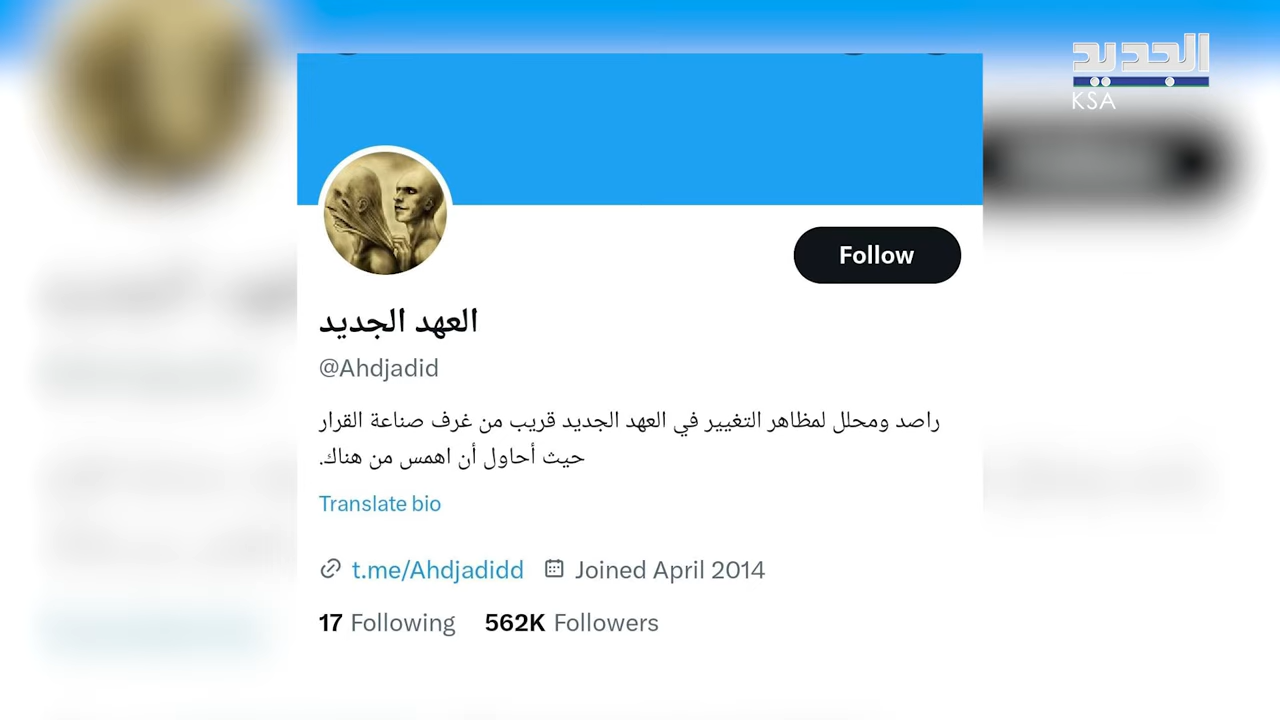 الجديد
KSA
Follow
العهد الجديد
@Ahdjadid
راصد ومحلل لمظاهر التغيير في العهد الجديد قريب من غرف صناعة القرار
حيث أحاول أن اهمس من هناك.
Translate bio
t.me/Ahdjadidd Joined April 2014
17 Following 562K Followers